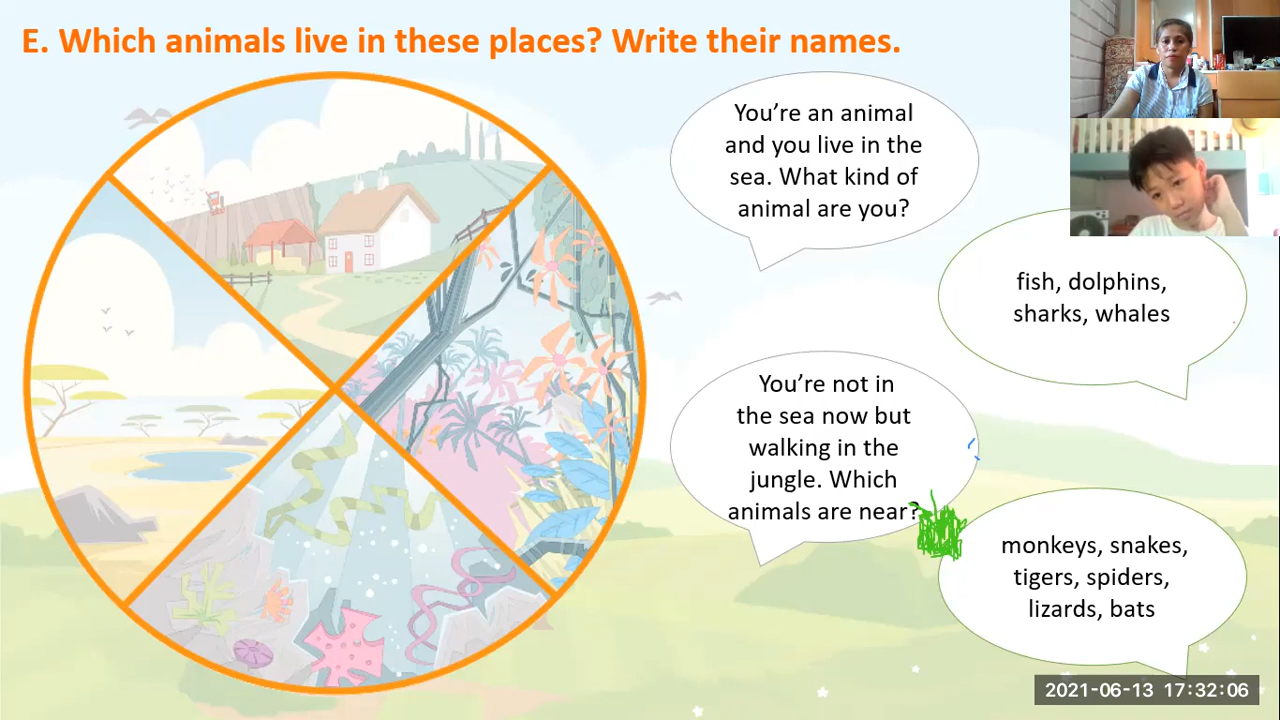 E. Which animals live in these places? Write their names.
You’re an animal
and you live in the
sea. What kind of
animal are you?
fish, dolphins,
sharks, whales
You’re not in
the sea now but
walking in the
jungle. Which
animals are near?
monkeys, snakes,
tigers, spiders,
lizards, bats
2021-06-13 17:32:06